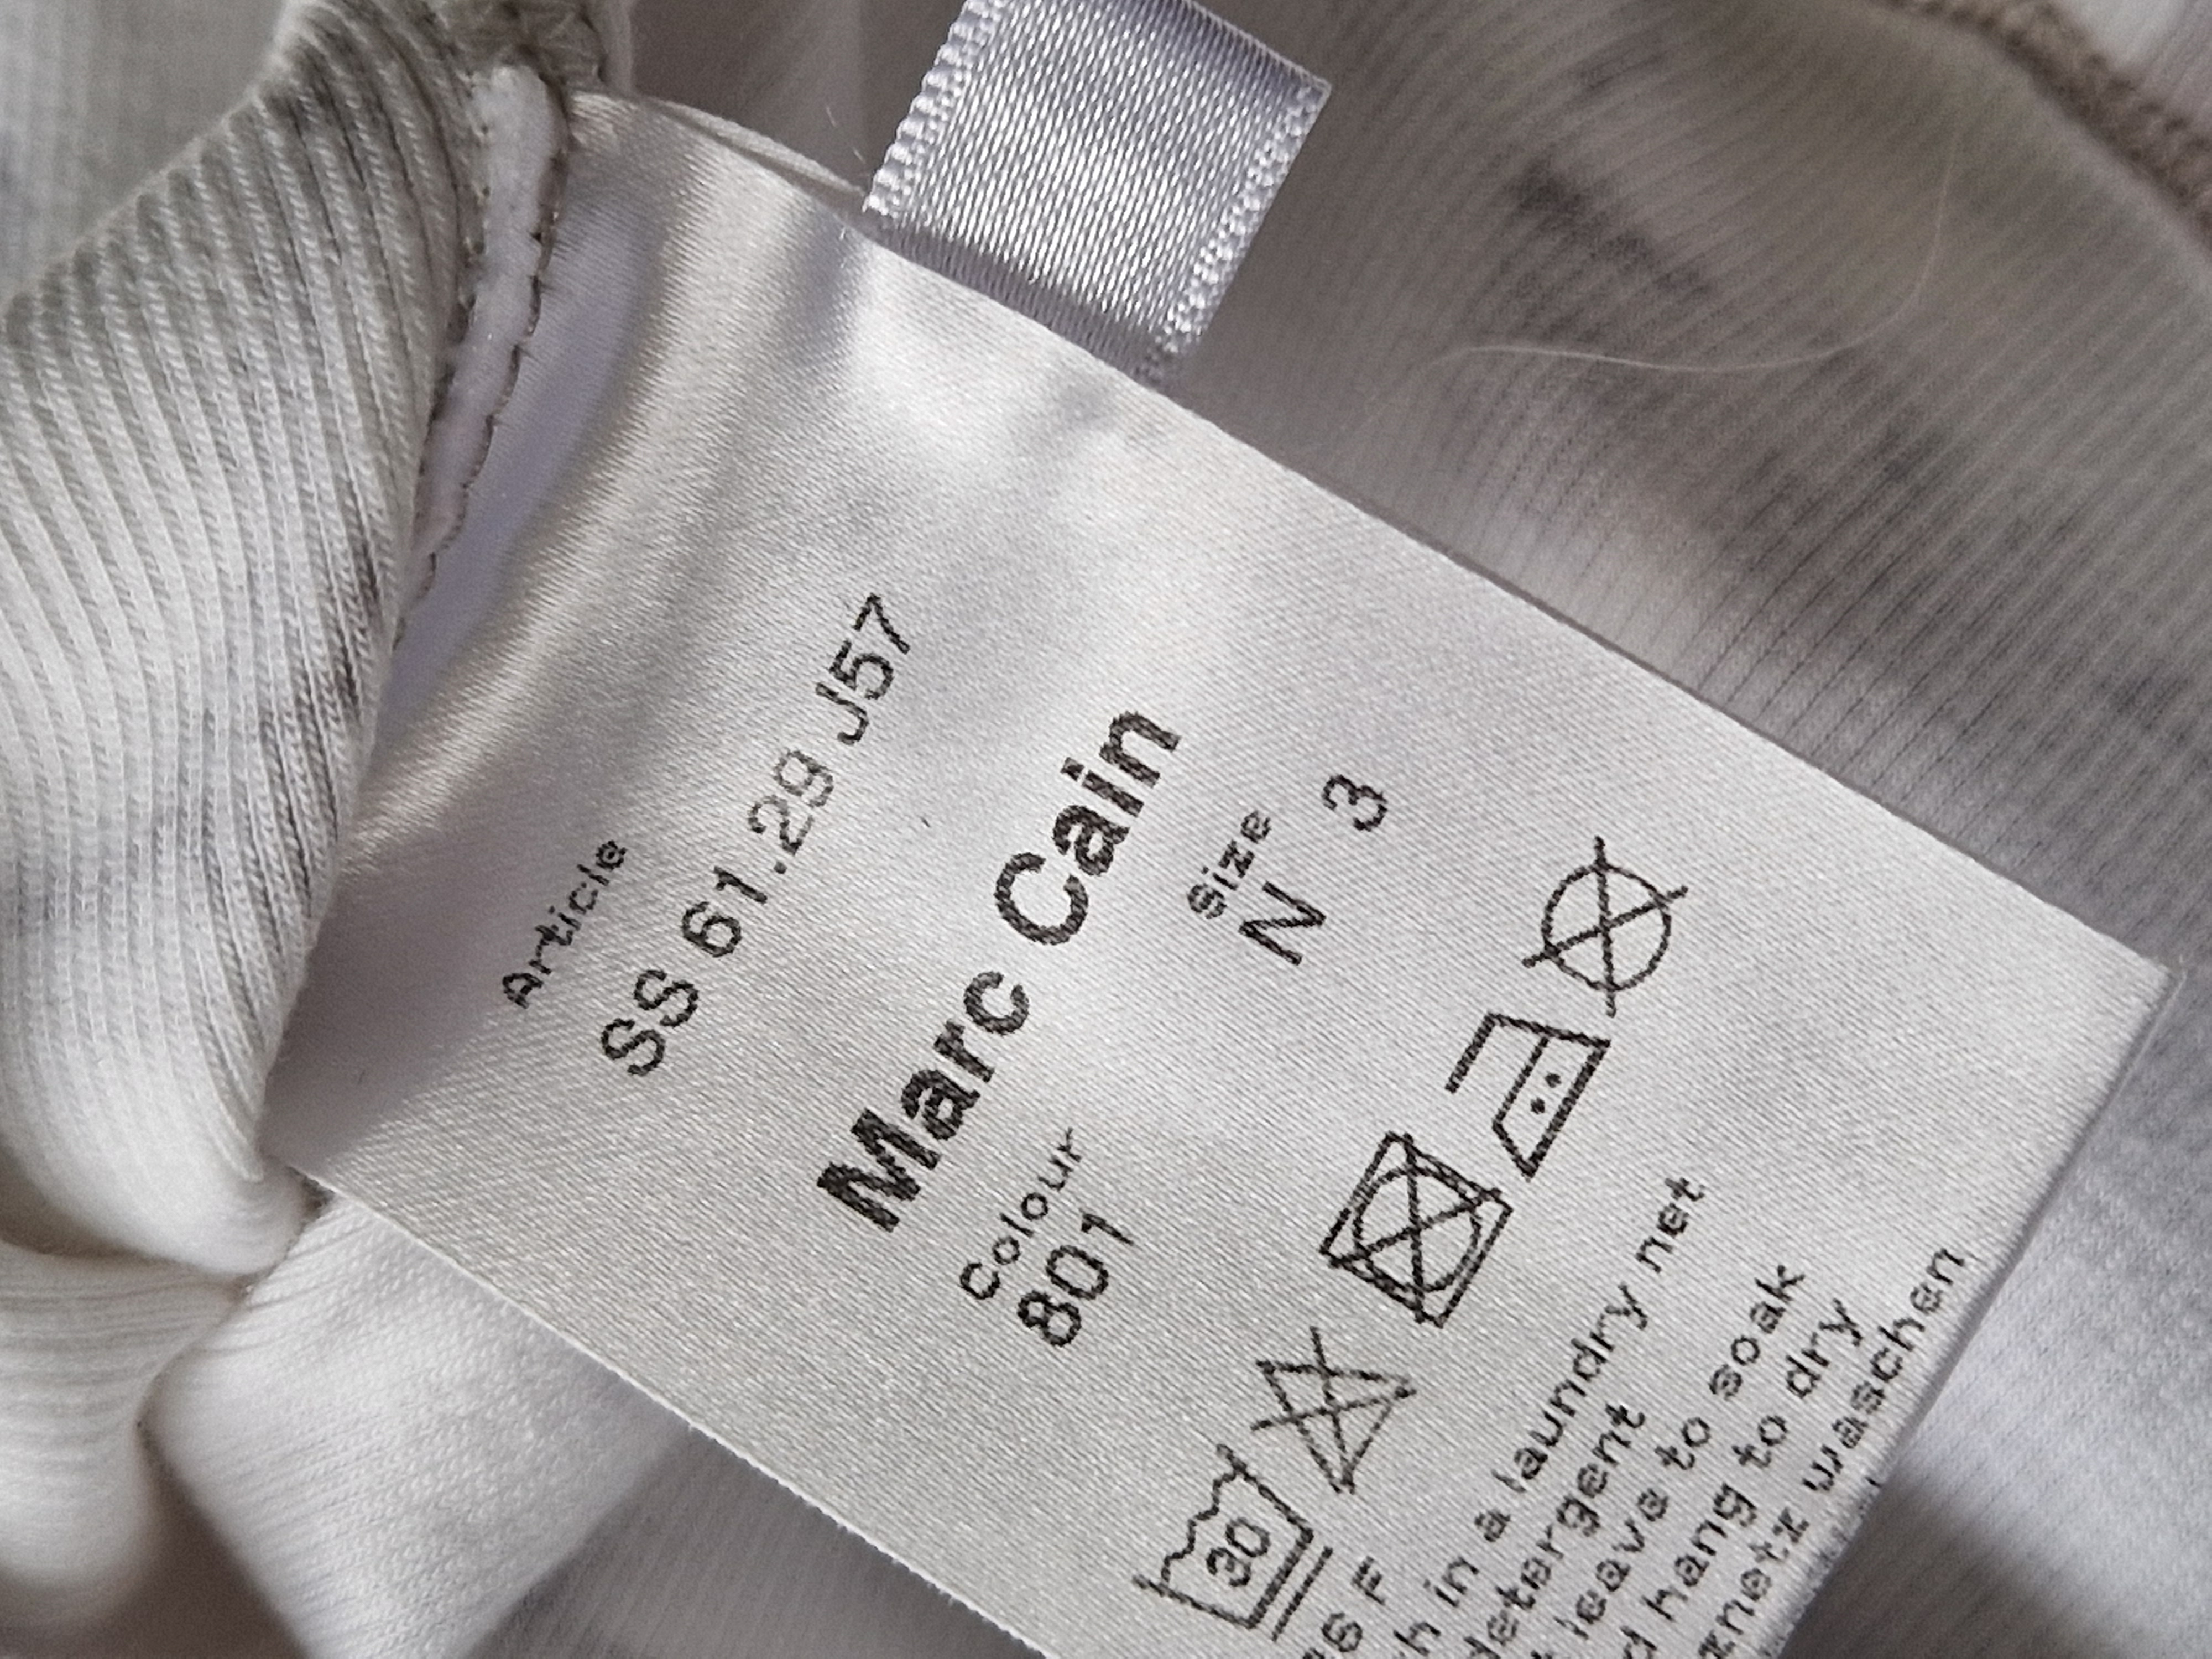 Article
SS 61.29 J57
Marc Cain
Colour Size
801 N 3
30
F
in a laundry net
detergent
leave to soak
hang to dry
waschen